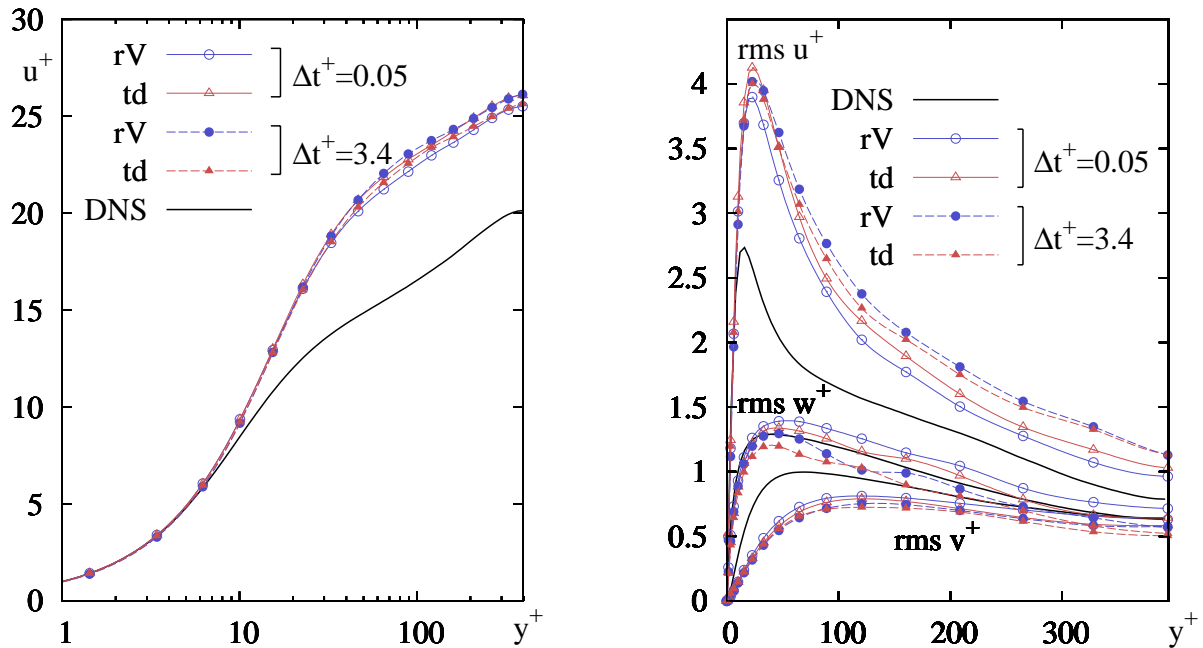 30
25
20
15
10
5
0
u+
rV
td
Δt+=0.05
rV
td
Δt+=3.4
DNS
1
10
100
y+
rms u+
4
3.5
3
2.5
2
1.5
1
0.5
0
DNS
rV
td
Δt+=0.05
rV
td
Δt+=3.4
rms w+
rms v+
0
100
200
300
y+